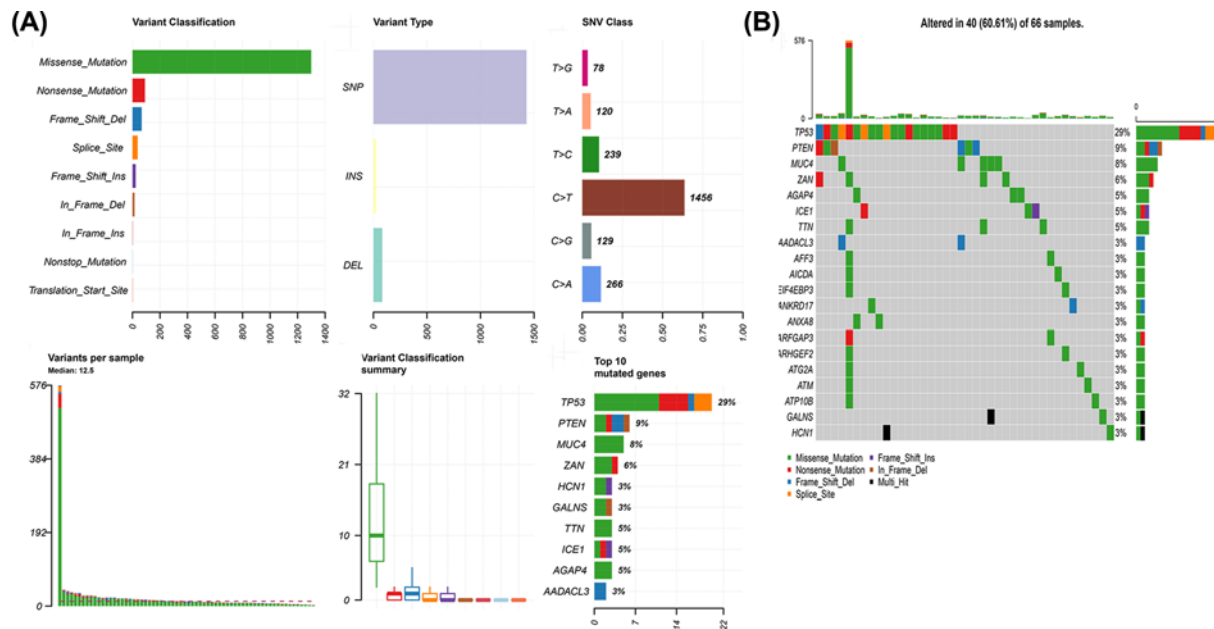 (A)
Variant Classification
Missense_Mutation
Nonsense_Mutation
Frame_Shift_Del
Splice_Site
Frame_Shift_Ins
In_Frame_Del
In_Frame_Ins
Nonstop_Mutation
Translation_Start_Site
0
200
400
600
800
1000
1200
1400
Variant Type
SNP
INS
DEL
0
500
1000
1500
SNV Class
T>G 78
T>A 120
T>C 239
C>T 1456
C>G 129
C>A 266
0.00
0.25
0.50
0.75
1.00
Variants per sample
Median: 12.5
576
384
192
0
Variant Classification
summary
32
21
10
0
Top 10
mutated genes
TP53 29%
PTEN 9%
MUC4 8%
ZAN 6%
HCN1 3%
GALNS 3%
TTN 5%
ICE1 5%
AGAP4 5%
AADACL3 3%
0
7
14
22
(B)
Altered in 40 (60.61%) of 66 samples.
576
0
0
TP53 29%
PTEN 9%
MUC4 8%
ZAN 6%
AGAP4 5%
ICE1 5%
TTN 5%
AADACL3 3%
AFF3 3%
AICDA 3%
EIF4EBP3 3%
ANKRD17 3%
ANXA8 3%
ARFGAP3 3%
ARHGEF2 3%
ATG2A 3%
ATM 3%
ATP10B 3%
GALNS 3%
HCN1 3%
Missense_Mutation
Nonsense_Mutation
Frame_Shift_Del
Splice_Site
Frame_Shift_Ins
In_Frame_Del
Multi_Hit